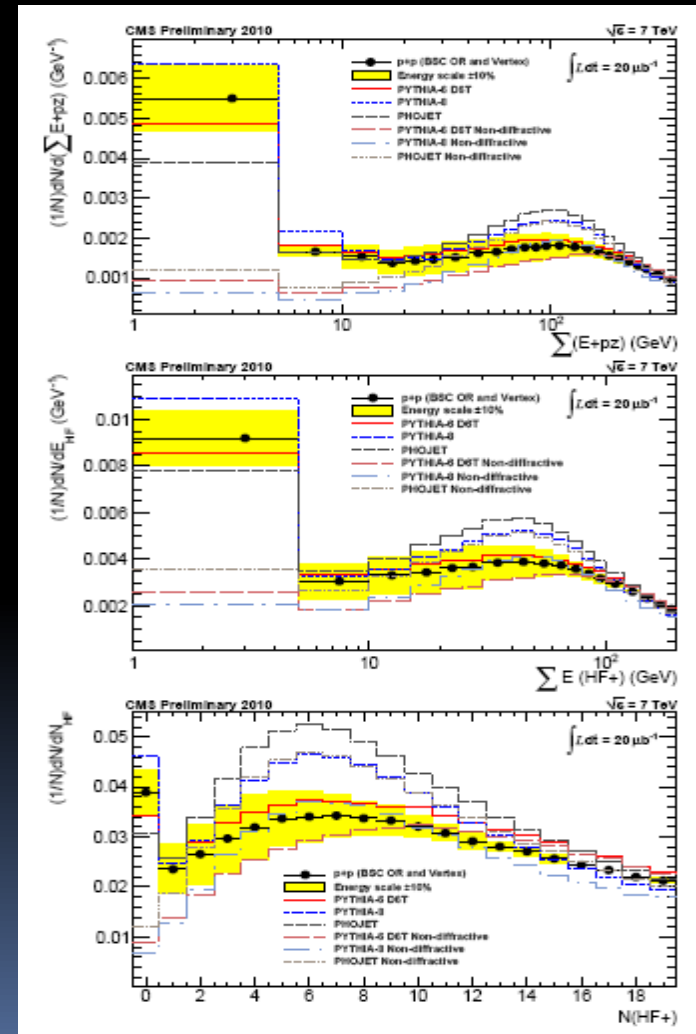 CMS Preliminary 2010 √s = 7 TeV
(1/N)dN/d(∑E+pz) (GeV⁻¹)
0.006
0.005
0.004
0.003
0.002
0.001
p+p (BSC OR and Vertex)
Energy scale ±10%
PYTHIA-6 D6T
PYTHIA-8
PHOJET
PYTHIA-6 D6T Non-diffractive
PYTHIA-8 Non-diffractive
PHOJET Non-diffractive
∫Ldt = 20 μb⁻¹
1 10 10²
∑(E+pz) (GeV)
CMS Preliminary 2010 √s = 7 TeV
(1/N)dN/dE_HF (GeV⁻¹)
0.01
0.008
0.006
0.004
0.002
p+p (BSC OR and Vertex)
Energy scale ±10%
PYTHIA-6 D6T
PYTHIA-8
PHOJET
PYTHIA-6 D6T Non-diffractive
PYTHIA-8 Non-diffractive
PHOJET Non-diffractive
∫Ldt = 20 μb⁻¹
1 10 10²
∑ E (HF+) (GeV)
CMS Preliminary 2010 √s = 7 TeV
(1/N)dN/dN_HF
0.05
0.04
0.03
0.02
0.01
∫Ldt = 20 μb⁻¹
p+p (BSC OR and Vertex)
Energy scale ±10%
PYTHIA-6 D6T
PYTHIA-8
PHOJET
PYTHIA-6 D6T Non-diffractive
PYTHIA-8 Non-diffractive
PHOJET Non-diffractive
0 2 4 6 8 10 12 14 16 18
N(HF+)